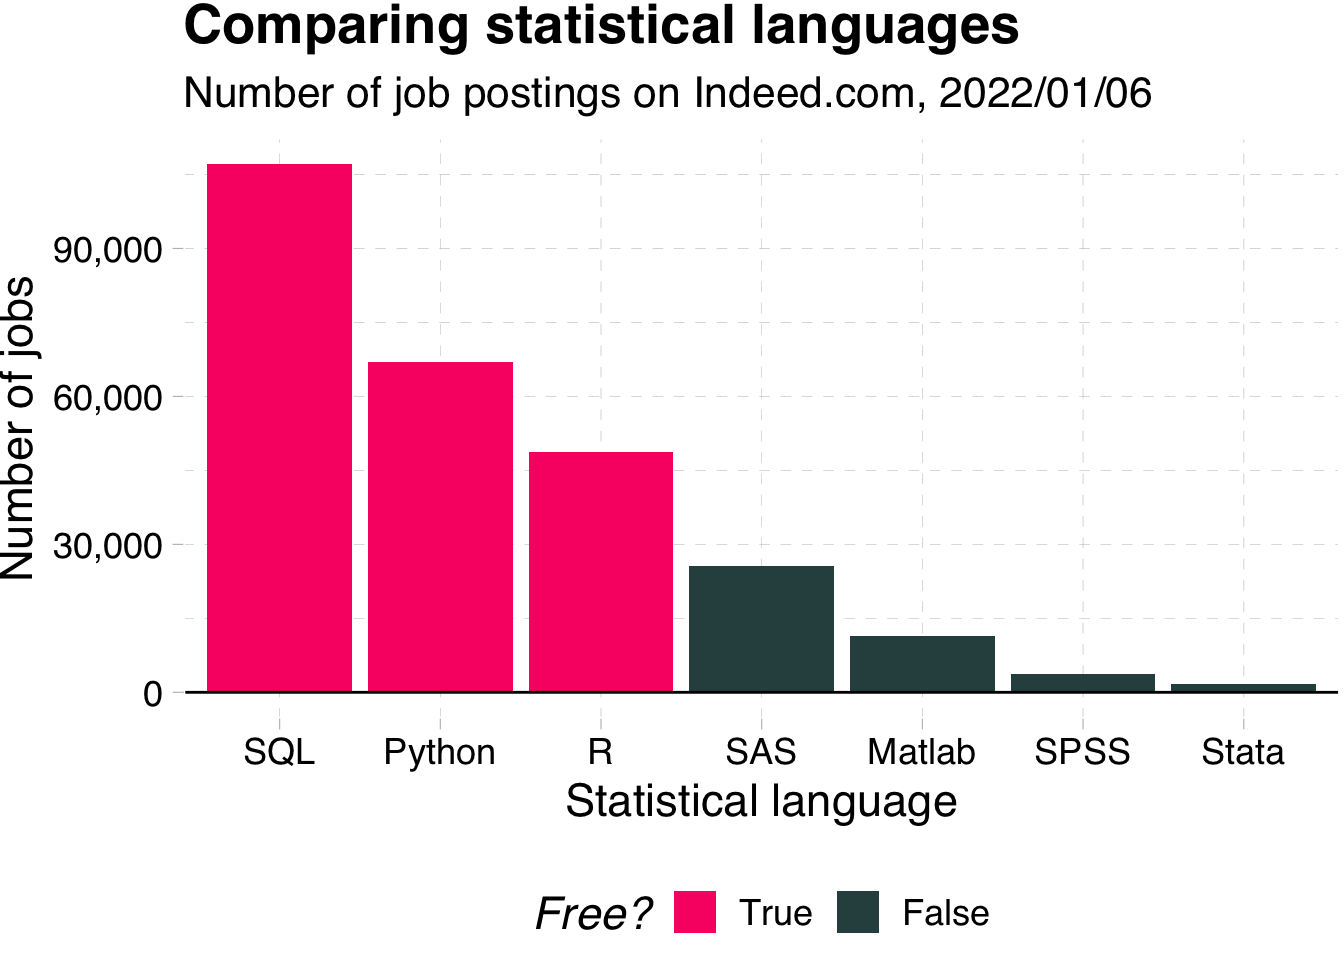 Comparing statistical languages
Number of job postings on Indeed.com, 2022/01/06
Number of jobs
90,000
60,000
30,000
0
SQL Python R SAS Matlab SPSS Stata
Statistical language
Free? True False